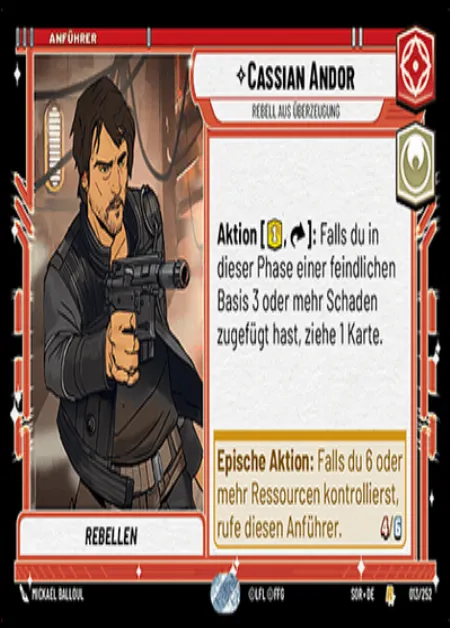 ANFÜHRER
CASSIAN ANDOR
REBELL AUS ÜBERZEUGUNG
Aktion [1, ]: Falls du in
dieser Phase einer feindlichen
Basis 3 oder mehr Schaden
zugefügt hast, ziehe 1 Karte.
Epische Aktion: Falls du 6 oder
mehr Ressourcen kontrollierst,
rufe diesen Anführer.
4/6
REBELLEN
MICKAËL BALLOUL
©LFL ©FFG
SOR • DE
013/252